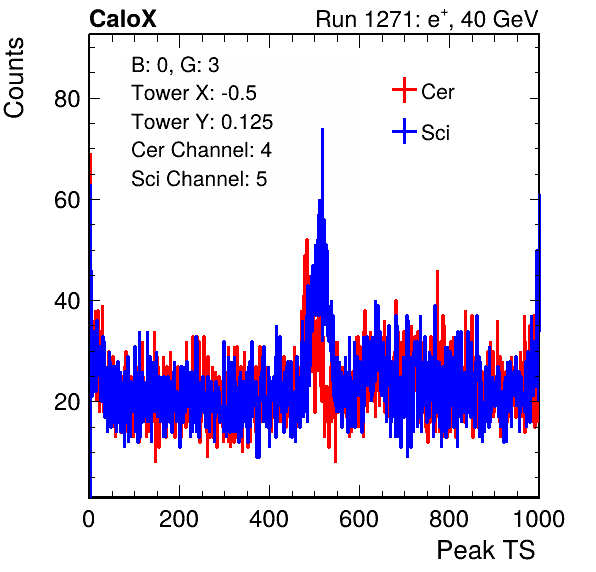 CaloX Run 1271: e⁺, 40 GeV
Counts
B: 0, G: 3
Tower X: -0.5
Tower Y: 0.125
Cer Channel: 4
Sci Channel: 5
Cer
Sci
80
60
40
20
0 200 400 600 800 1000
Peak TS